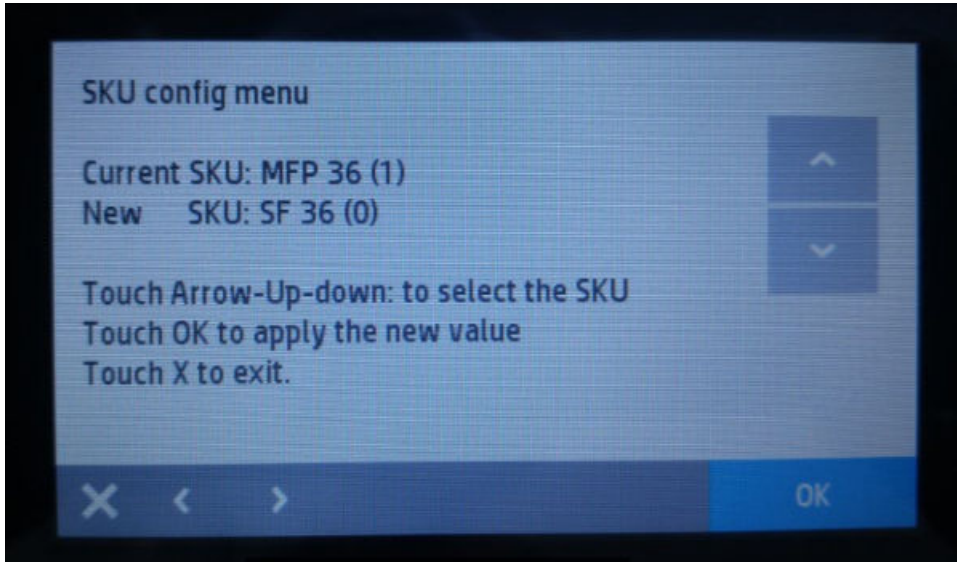 SKU config menu
Current SKU: MFP 36 (1)
New SKU: SF 36 (0)
Touch Arrow-Up-down: to select the SKU
Touch OK to apply the new value
Touch X to exit.
OK